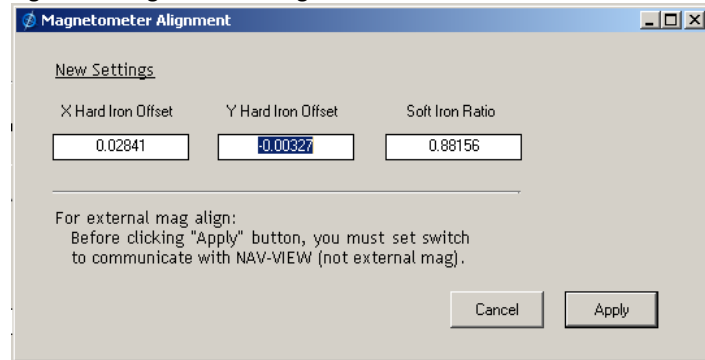 Magnetometer Alignment
New Settings
X Hard Iron Offset Y Hard Iron Offset Soft Iron Ratio
0.02841 -0.00327 0.88156
For external mag align:
Before clicking "Apply" button, you must set switch
to communicate with NAV-VIEW (not external mag).
Cancel Apply